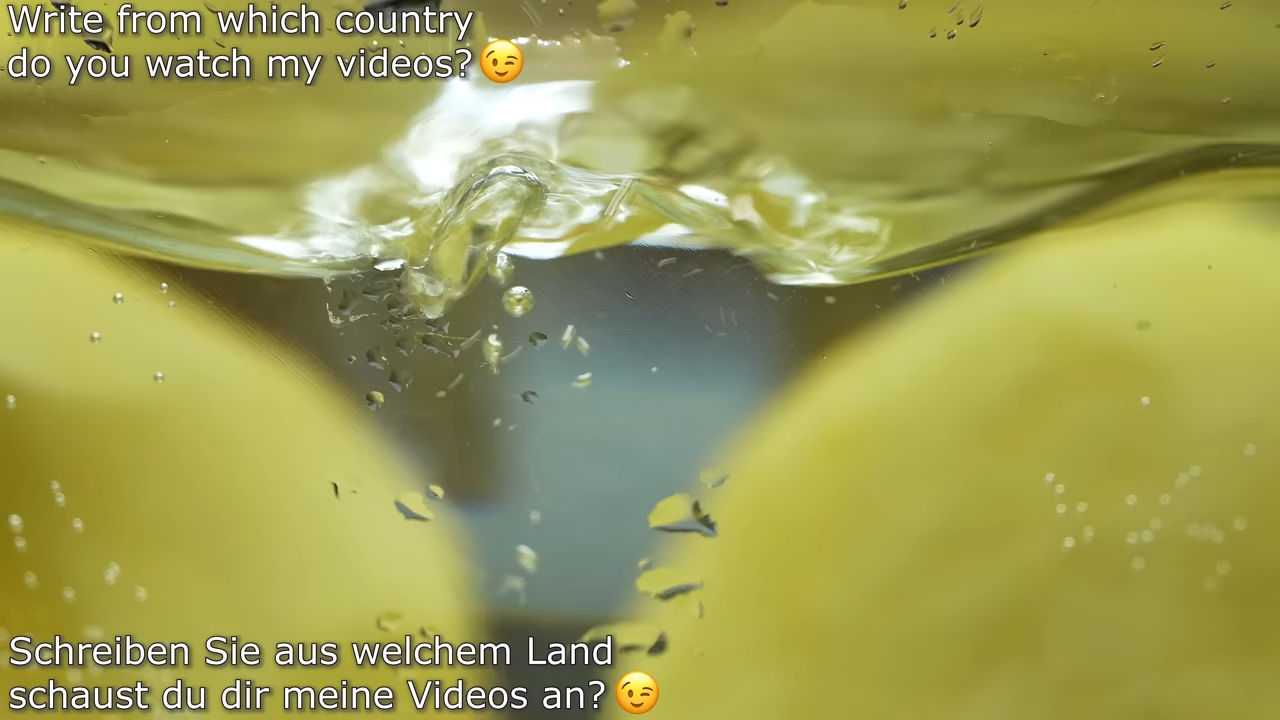 Write from which country
do you watch my videos?😉
Schreiben Sie aus welchem Land
schaust du dir meine Videos an?😉